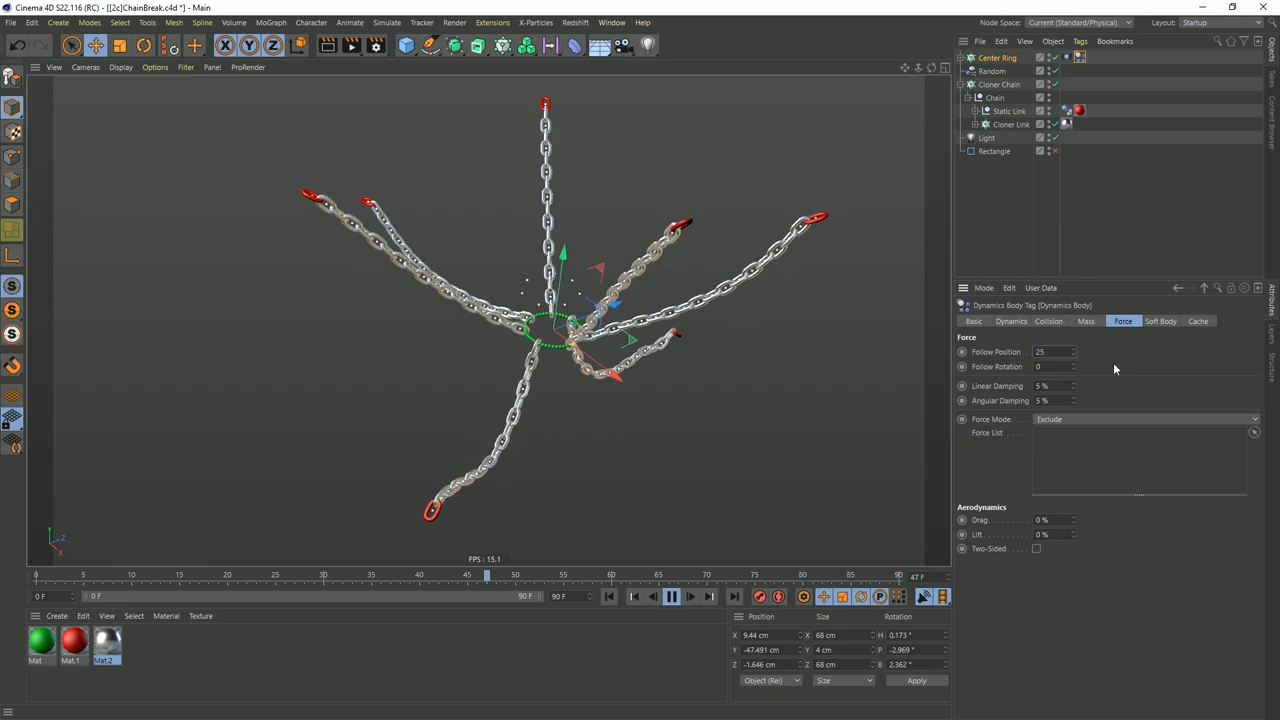 Cinema 4D S22.116 (RC) - [[2c]ChainBreak.c4d *] - Main
File Edit Create Modes Select Tools Mesh Spline Volume MoGraph Character Animate Simulate Tracker Render Extensions X-Particles Redshift Window Help
Node Space: Current (Standard/Physical) Layout: Startup
View Cameras Display Options Filter Panel ProRender
File Edit View Object Tags Bookmarks
Center Ring
Random
Cloner Chain
Chain
Static Link
Cloner Link
Light
Rectangle
Objects
Takes
Content Browser
Mode Edit User Data
Dynamics Body Tag [Dynamics Body]
Basic Dynamics Collision Mass Force Soft Body Cache
Force
Follow Position 25
Follow Rotation 0
Linear Damping 5 %
Angular Damping 5 %
Force Mode Exclude
Force List
Aerodynamics
Drag 0 %
Lift 0 %
Two-Sided
Attributes
Layers
Structure
Y Z X
FPS : 15.1
0 5 10 15 20 25 30 35 40 45 50 55 60 65 70 75 80 85 90 47 F
0 F 0 F 90 F 90 F
Create Edit View Select Material Texture
Mat Mat.1 Mat.2
Position Size Rotation
X 9.44 cm X 68 cm H 0.173 °
Y -47.491 cm Y 4 cm P -2.969 °
Z -1.646 cm Z 68 cm B 2.362 °
Object (Rel) Size Apply